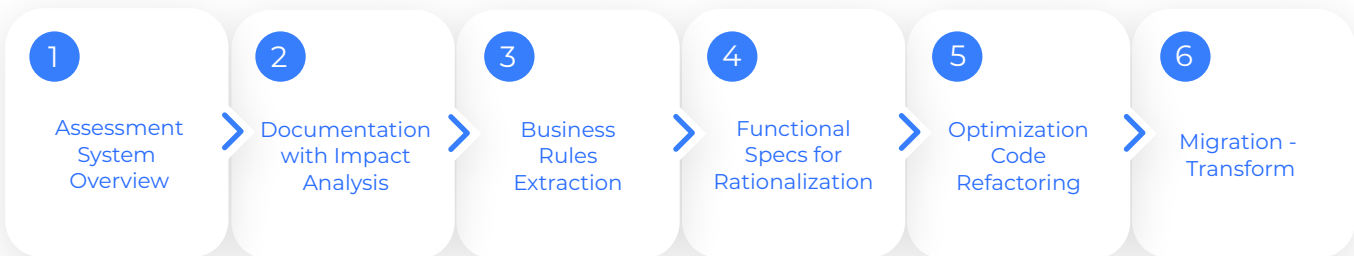 1
Assessment
System
Overview
2
Documentation
with Impact
Analysis
3
Business
Rules
Extraction
4
Functional
Specs for
Rationalization
5
Optimization
Code
Refactoring
6
Migration -
Transform